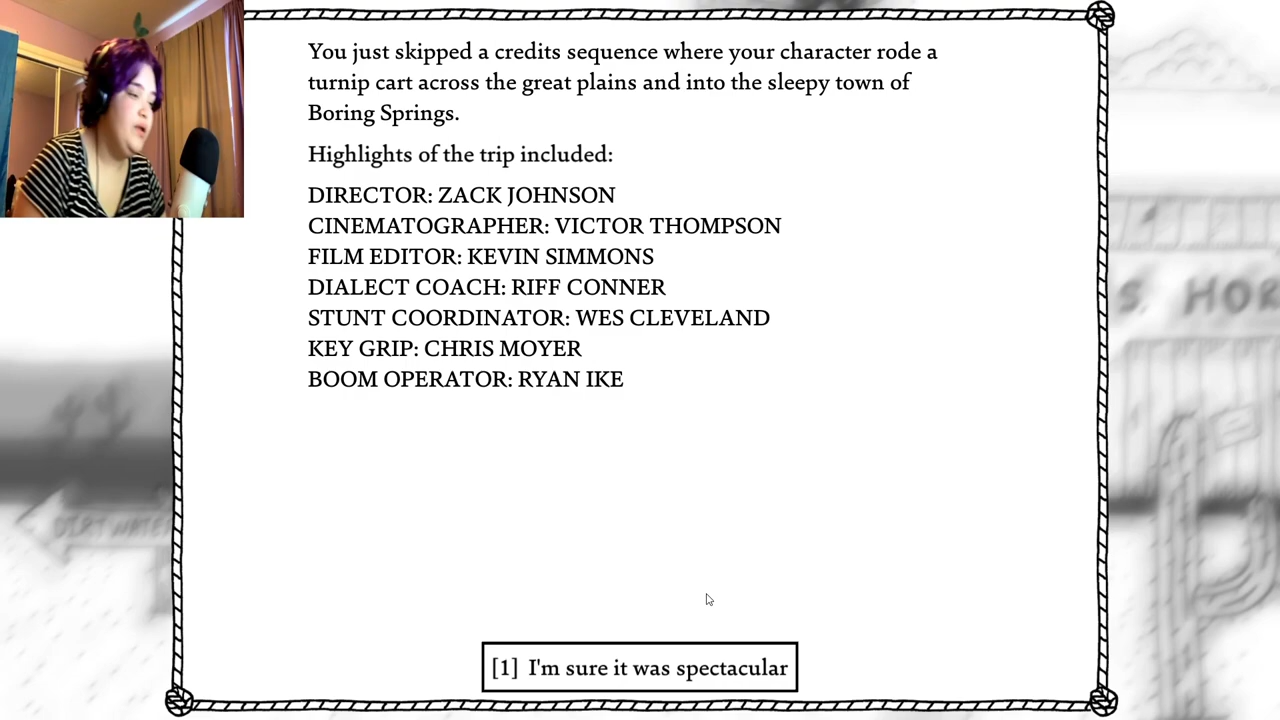 You just skipped a credits sequence where your character rode a
turnip cart across the great plains and into the sleepy town of
Boring Springs.
Highlights of the trip included:
DIRECTOR: ZACK JOHNSON
CINEMATOGRAPHER: VICTOR THOMPSON
FILM EDITOR: KEVIN SIMMONS
DIALECT COACH: RIFF CONNER
STUNT COORDINATOR: WES CLEVELAND
KEY GRIP: CHRIS MOYER
BOOM OPERATOR: RYAN IKE
S. HOR
DIRTWATER
[1] I'm sure it was spectacular